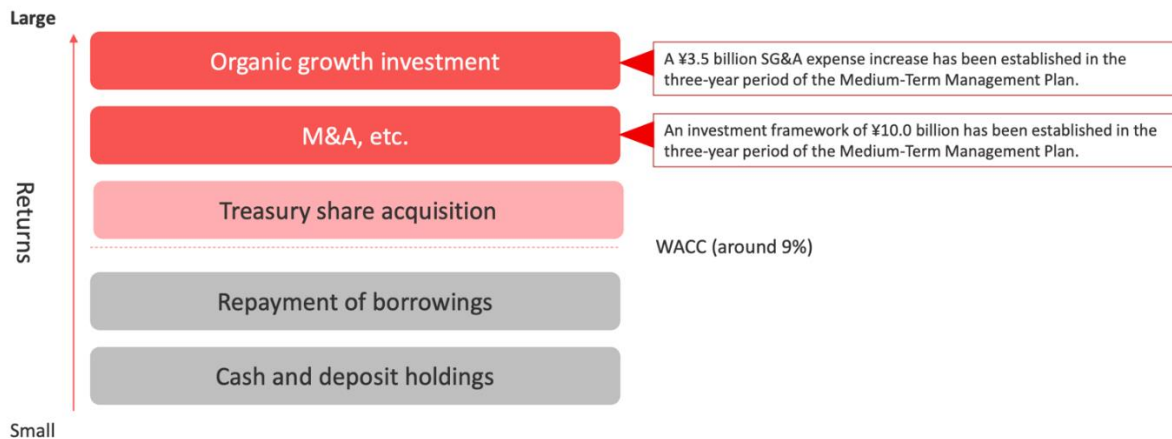 Large
Organic growth investment
A ¥3.5 billion SG&A expense increase has been established in the
three-year period of the Medium-Term Management Plan.
M&A, etc.
An investment framework of ¥10.0 billion has been established in the
three-year period of the Medium-Term Management Plan.
Returns
Treasury share acquisition
WACC (around 9%)
Repayment of borrowings
Cash and deposit holdings
Small